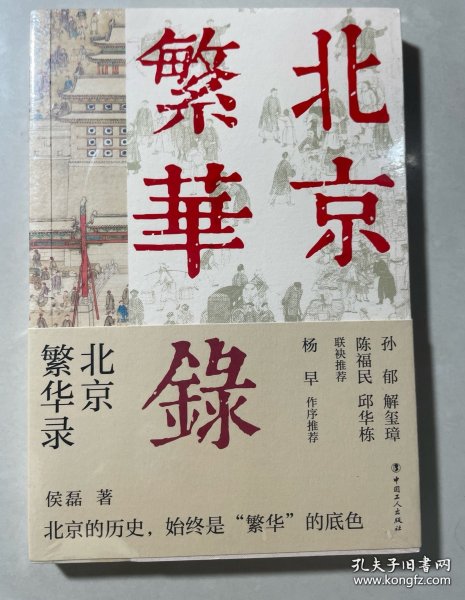 北京
繁華
錄
孙郁 解玺璋
陈福民 邱华栋
联袂推荐
杨早 作序推荐
北京
繁华录
侯磊 著
北京的历史，始终是“繁华”的底色
中国工人出版社
孔夫子旧书网
www.kongfz.com